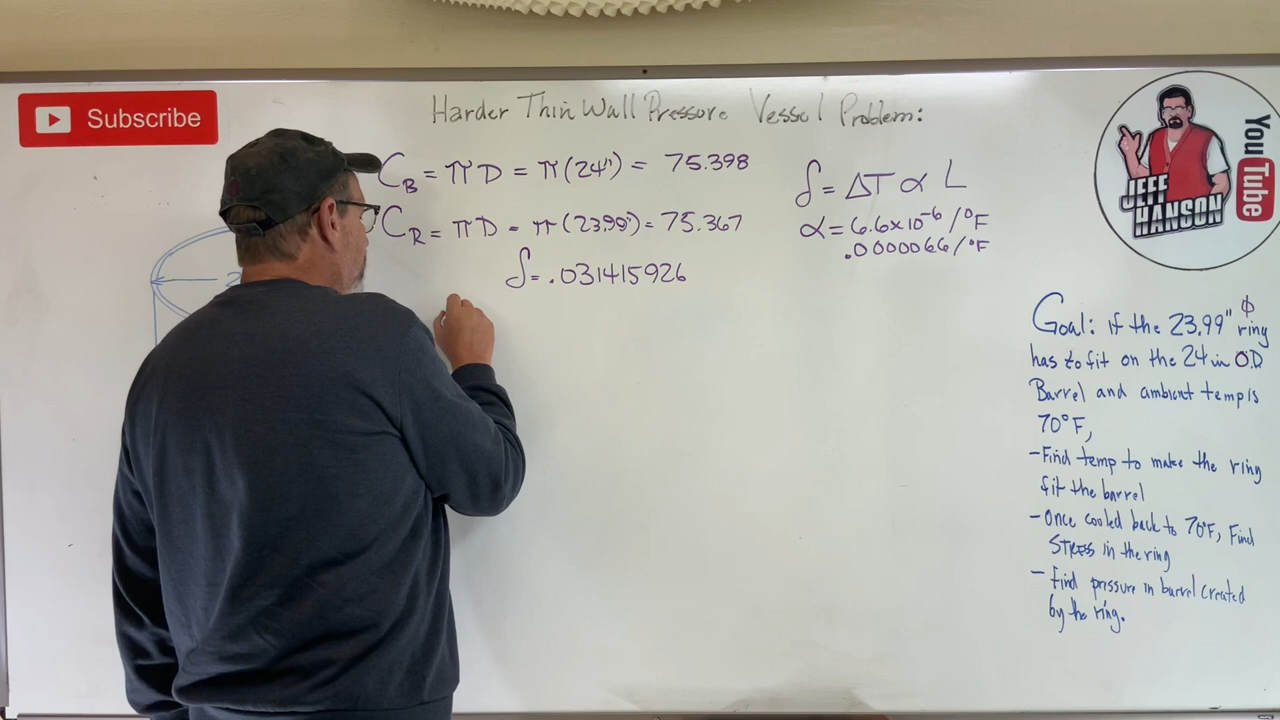 Subscribe
Harder Thin Wall Pressure Vessel Problem:
C_B = πD = π(24") = 75.398
C_R = πD = π(23.99") = 75.367
δ = .031415926
δ = ΔT α L
α = 6.6x10⁻⁶ /°F
.0000066/°F
JEFF
HANSON
YouTube
Goal: if the 23.99" ϕ ring
has to fit on the 24 in O.D
Barrel and ambient temp is
70°F,
-Find temp to make the ring
fit the barrel
-Once cooled back to 70°F, Find
STRESS in the ring
- find pressure in barrel created
by the ring.